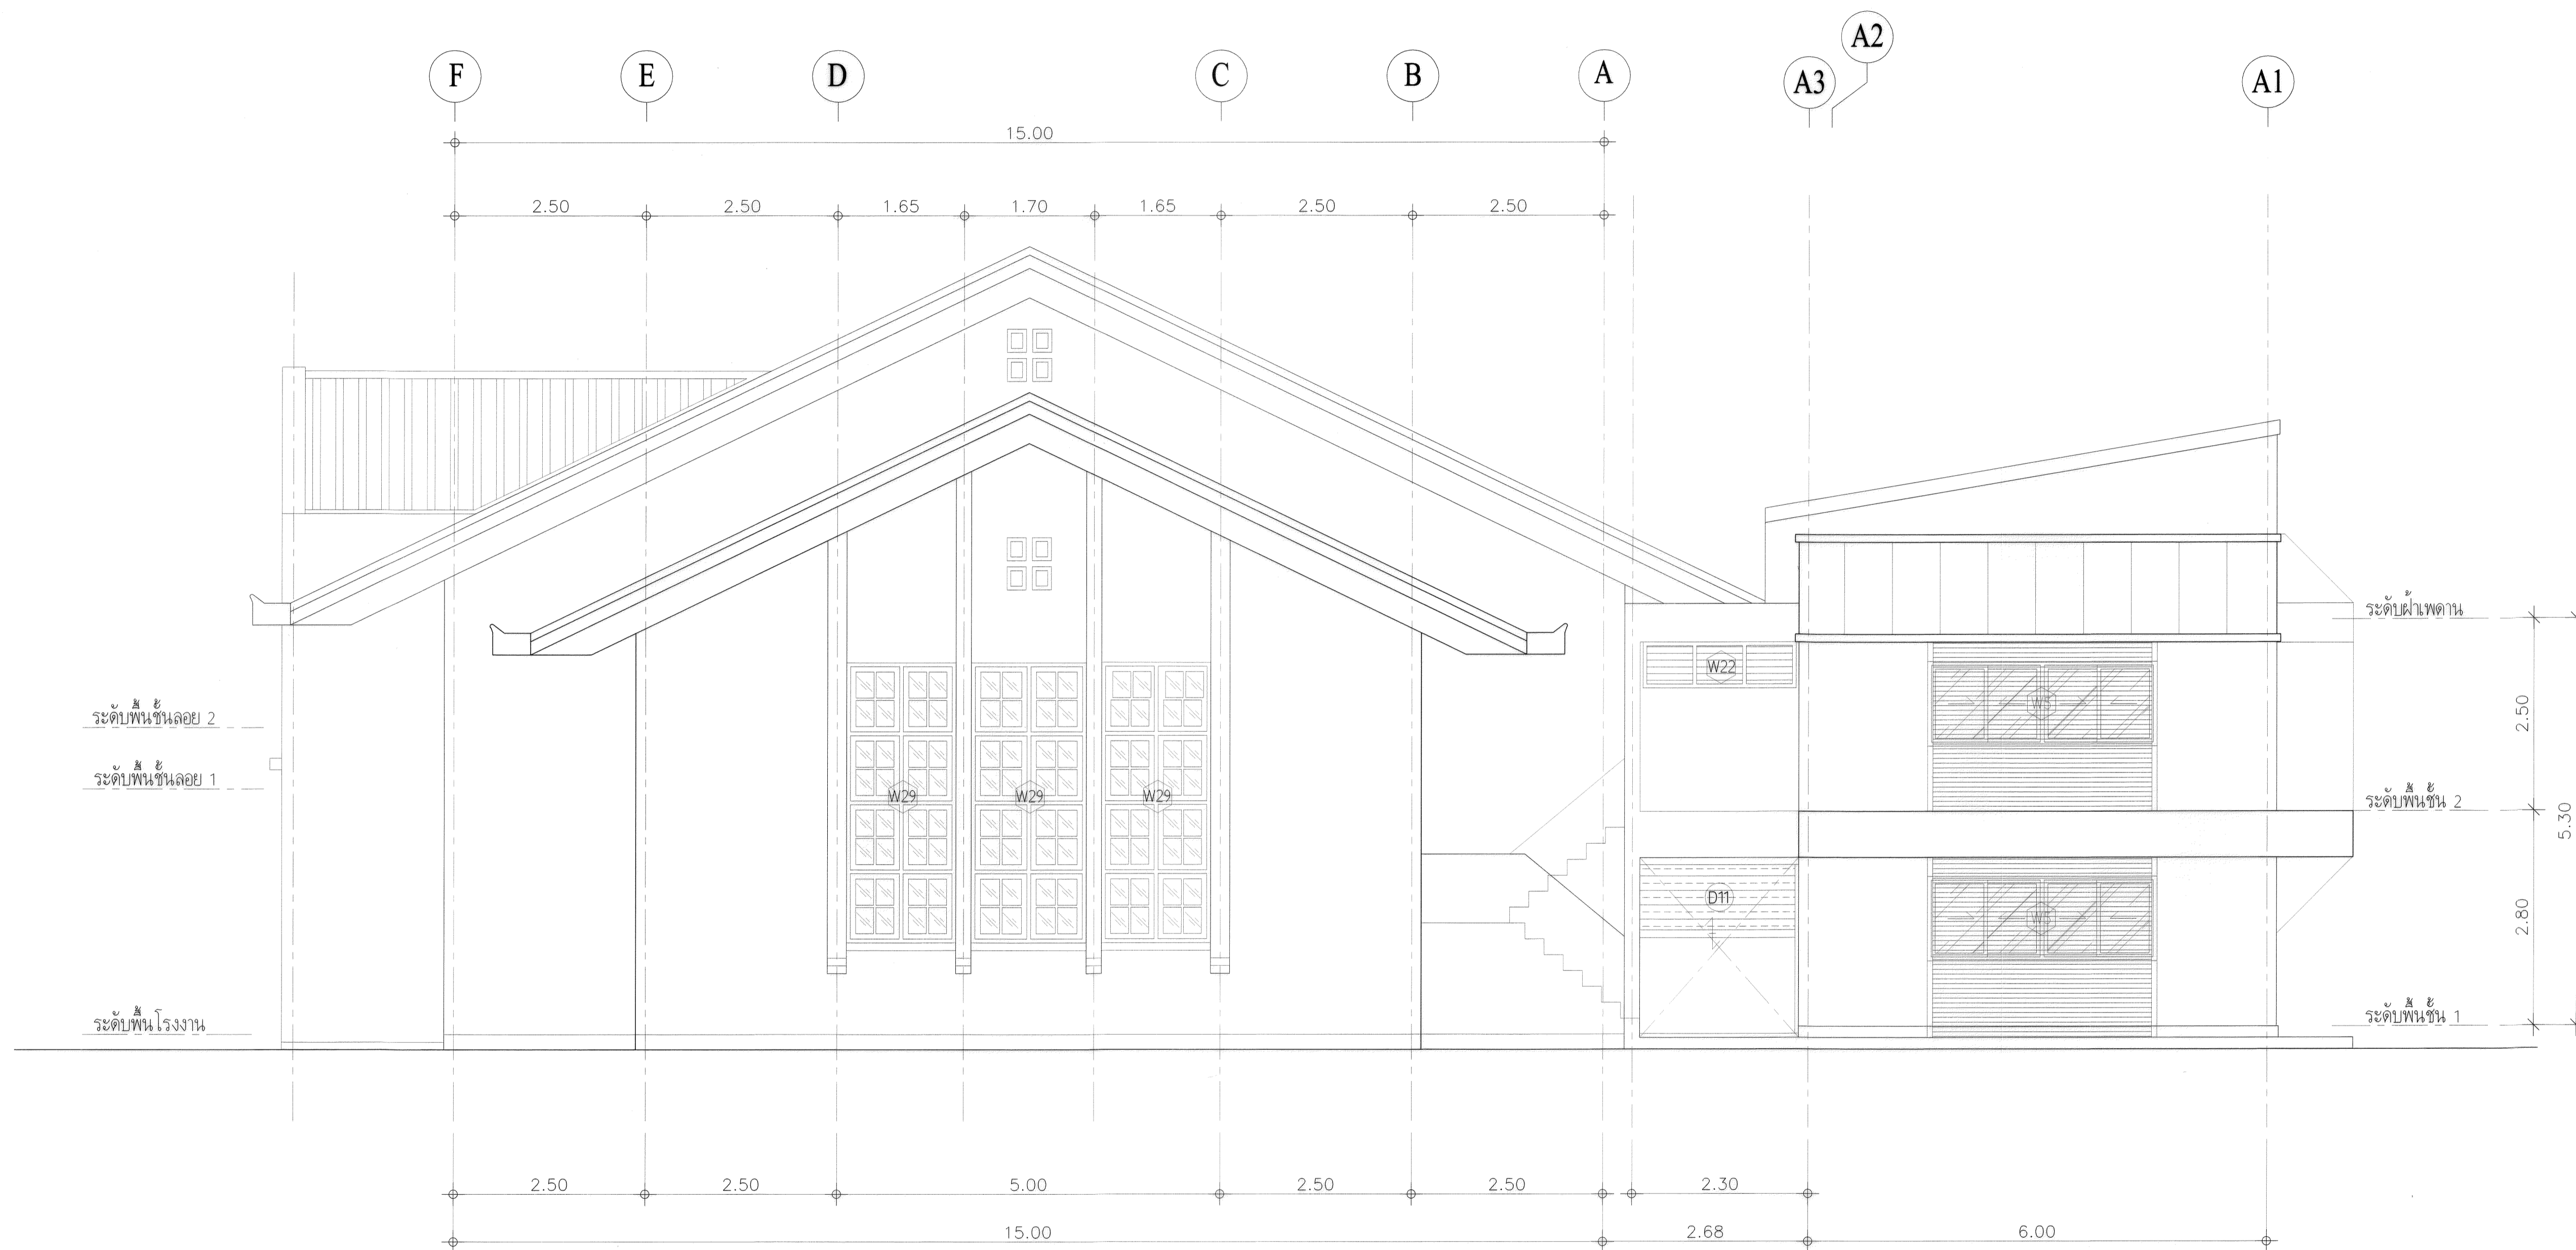 F E D C B A A3 A2 A1
15.00
2.50 2.50 1.65 1.70 1.65 2.50 2.50
ระดับฝ้าเพดาน
W22
W5
2.50
ระดับพื้นชั้นลอย 2
ระดับพื้นชั้นลอย 1
W29 W29 W29
ระดับพื้นชั้น 2
5.30
D11
W5
2.80
ระดับพื้นโรงงาน
ระดับพื้นชั้น 1
2.50 2.50 5.00 2.50 2.50 2.30
15.00 2.68 6.00